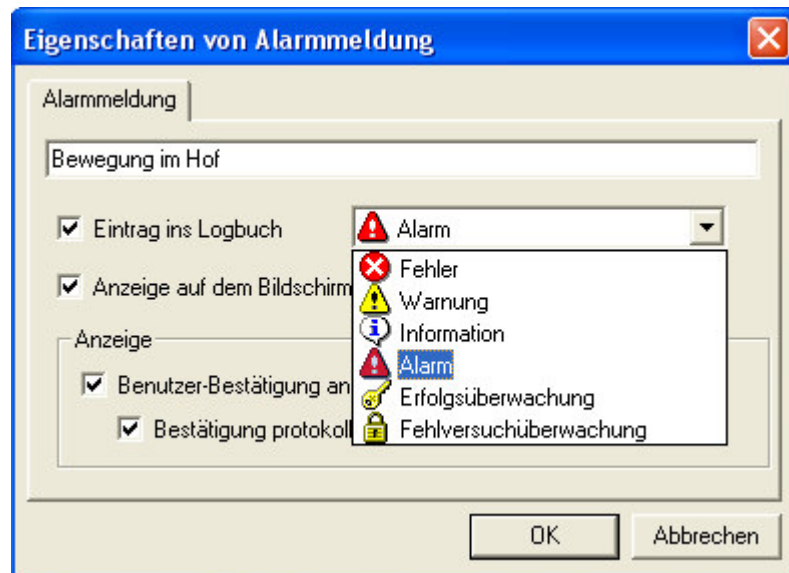 Eigenschaften von Alarmmeldung
Alarmmeldung
Bewegung im Hof
Eintrag ins Logbuch
Alarm
Anzeige auf dem Bildschirm
Fehler
Warnung
Information
Alarm
Erfolgsüberwachung
Fehlversuchüberwachung
Anzeige
Benutzer-Bestätigung an
Bestätigung protokoll
OK
Abbrechen